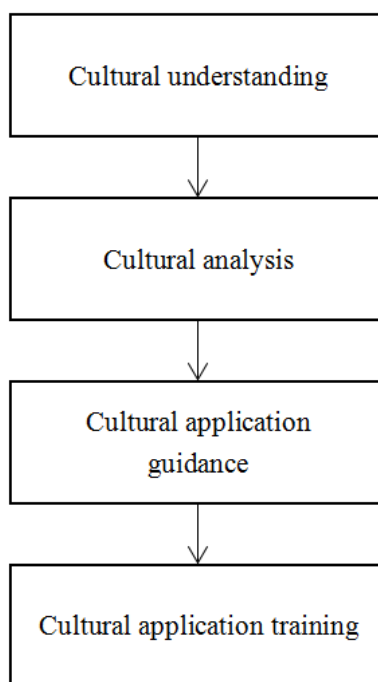 Cultural understanding
Cultural analysis
Cultural application
guidance
Cultural application training